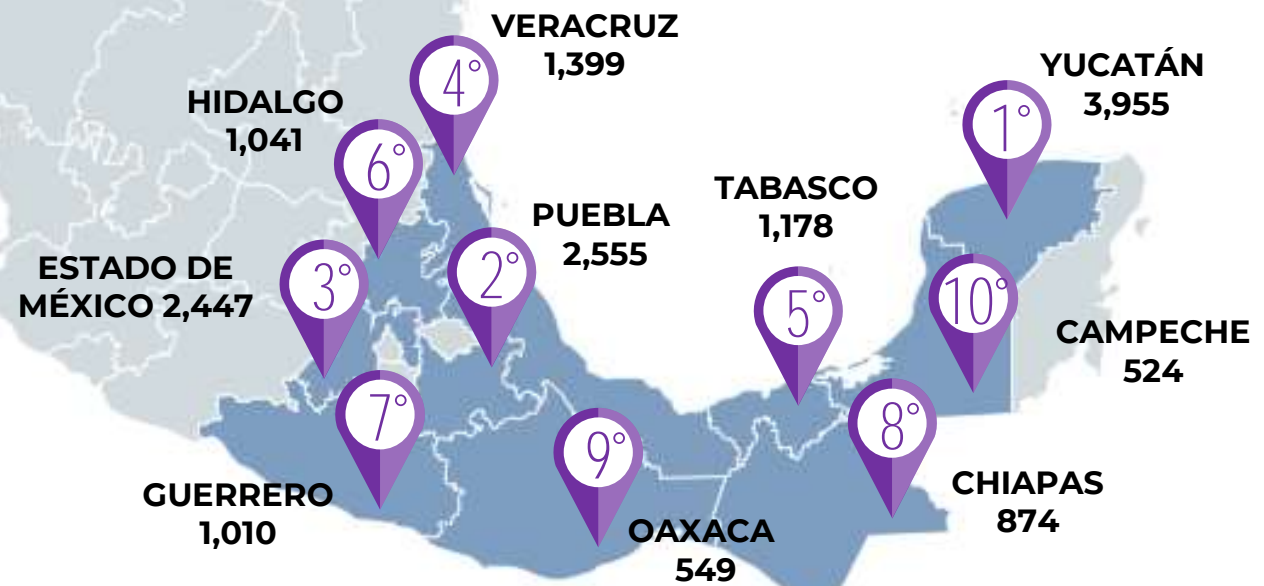 VERACRUZ
1,399
4°
YUCATÁN
3,955
1°
HIDALGO
1,041
6°
TABASCO
1,178
5°
PUEBLA
2,555
2°
ESTADO DE
MÉXICO 2,447
3°
10°
CAMPECHE
524
7°
GUERRERO
1,010
8°
CHIAPAS
874
9°
OAXACA
549